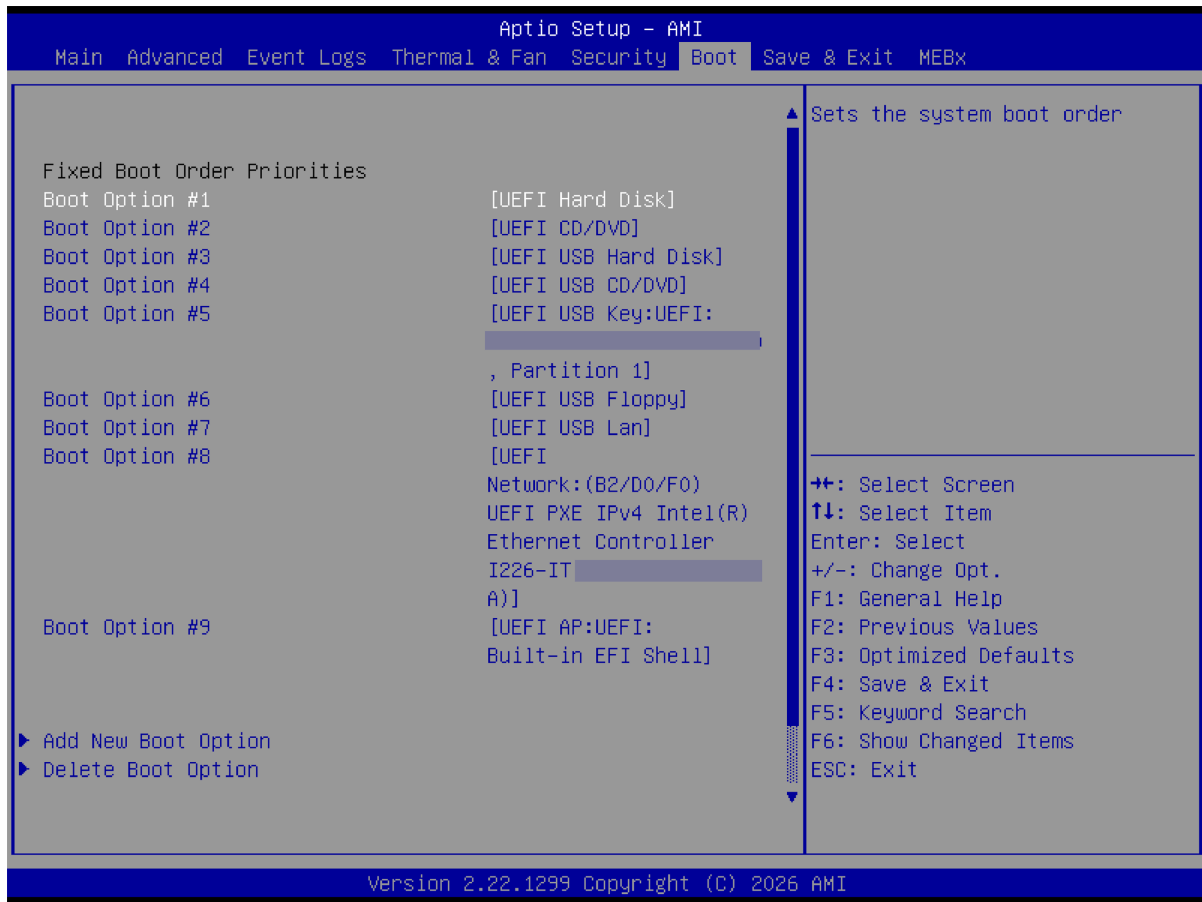 Aptio Setup – AMI
Main Advanced Event Logs Thermal & Fan Security Boot Save & Exit MEBx
Sets the system boot order
Fixed Boot Order Priorities
Boot Option #1 [UEFI Hard Disk]
Boot Option #2 [UEFI CD/DVD]
Boot Option #3 [UEFI USB Hard Disk]
Boot Option #4 [UEFI USB CD/DVD]
Boot Option #5 [UEFI USB Key:UEFI:
, Partition 1]
Boot Option #6 [UEFI USB Floppy]
Boot Option #7 [UEFI USB Lan]
Boot Option #8 [UEFI
Network:(B2/D0/F0)
UEFI PXE IPv4 Intel(R)
Ethernet Controller
I226-IT
A)]
Boot Option #9 [UEFI AP:UEFI:
Built-in EFI Shell]
Add New Boot Option
Delete Boot Option
→←: Select Screen
↑↓: Select Item
Enter: Select
+/-: Change Opt.
F1: General Help
F2: Previous Values
F3: Optimized Defaults
F4: Save & Exit
F5: Keyword Search
F6: Show Changed Items
ESC: Exit
Version 2.22.1299 Copyright (C) 2026 AMI